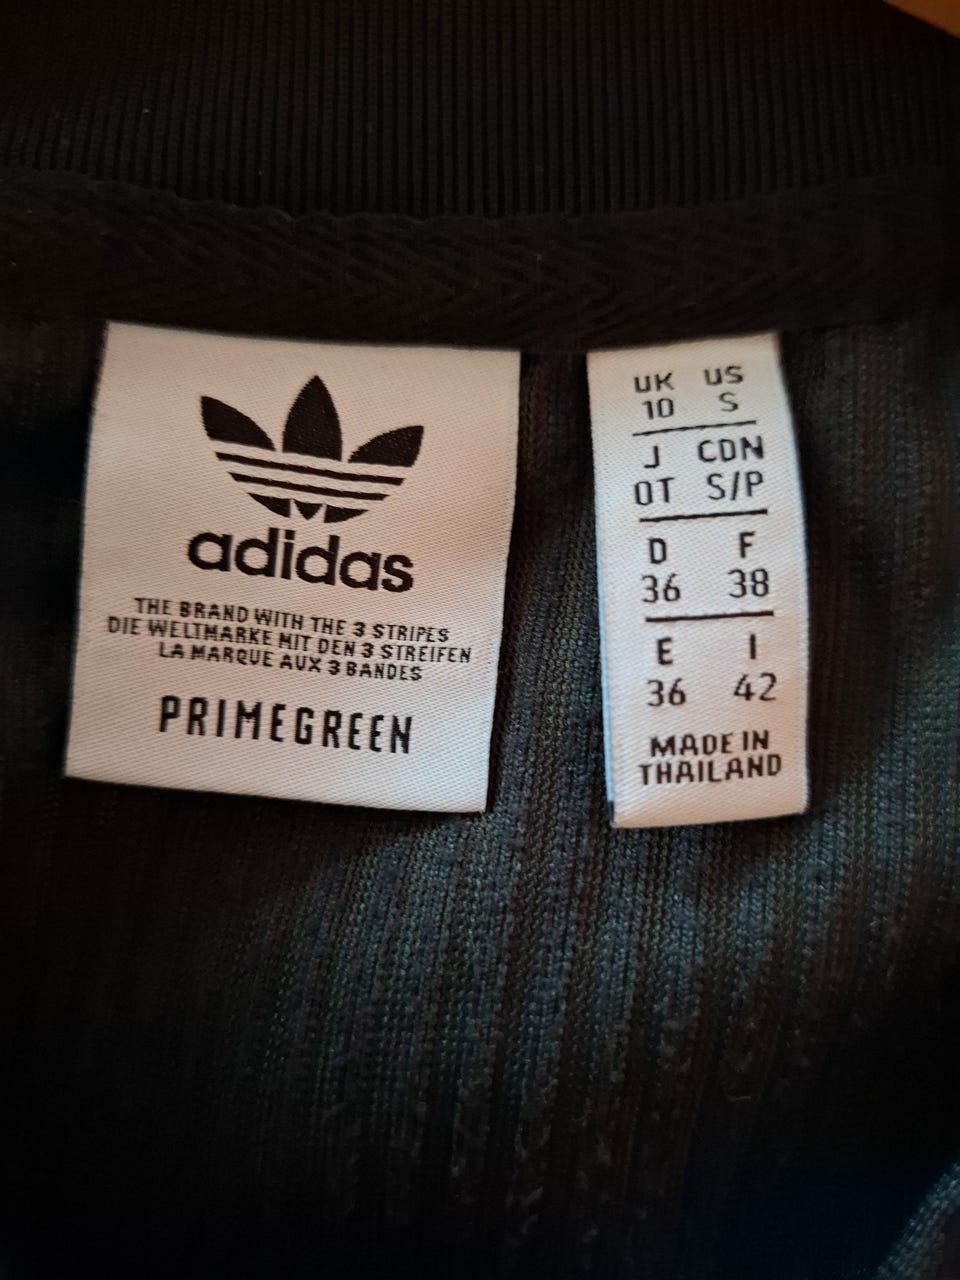 adidas
THE BRAND WITH THE 3 STRIPES
DIE WELTMARKE MIT DEN 3 STREIFEN
LA MARQUE AUX 3 BANDES
PRIMEGREEN
UK US
10 S
J CDN
OT S/P
D F
36 38
E I
36 42
MADE IN
THAILAND